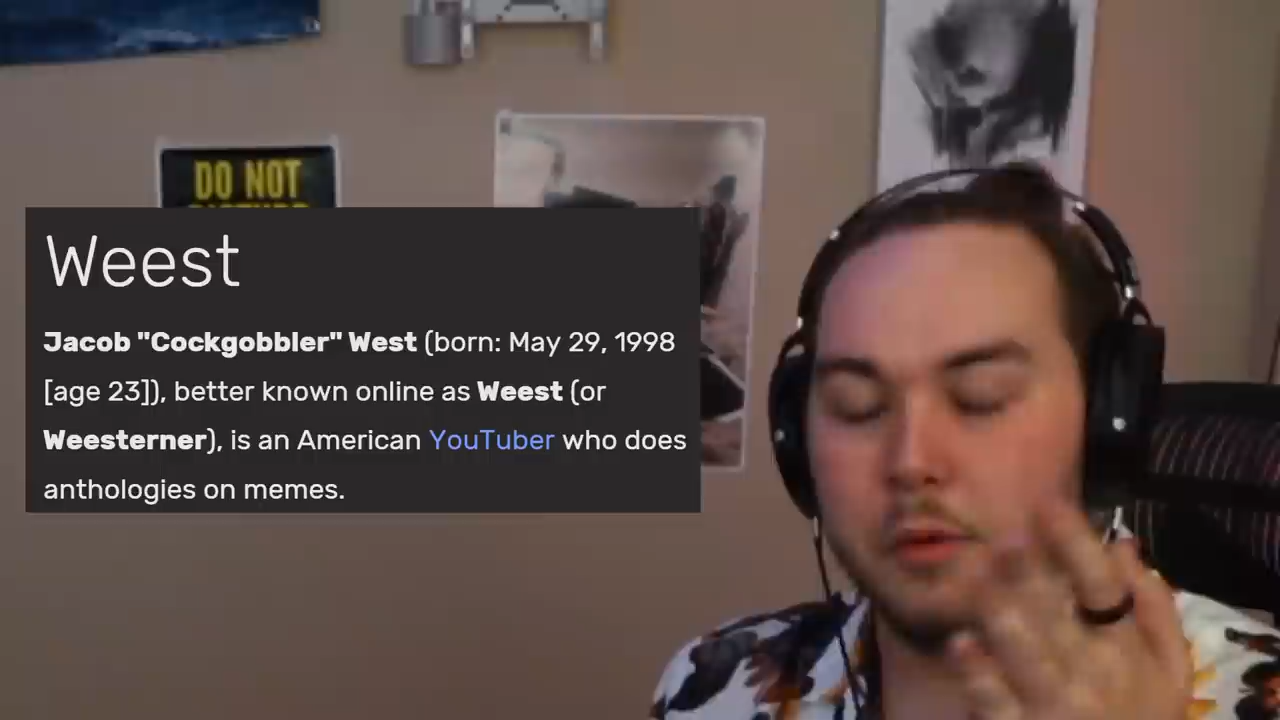 DO NOT
Weest
Jacob "Cockgobbler" West (born: May 29, 1998
[age 23]), better known online as Weest (or
Weesterner), is an American YouTuber who does
anthologies on memes.